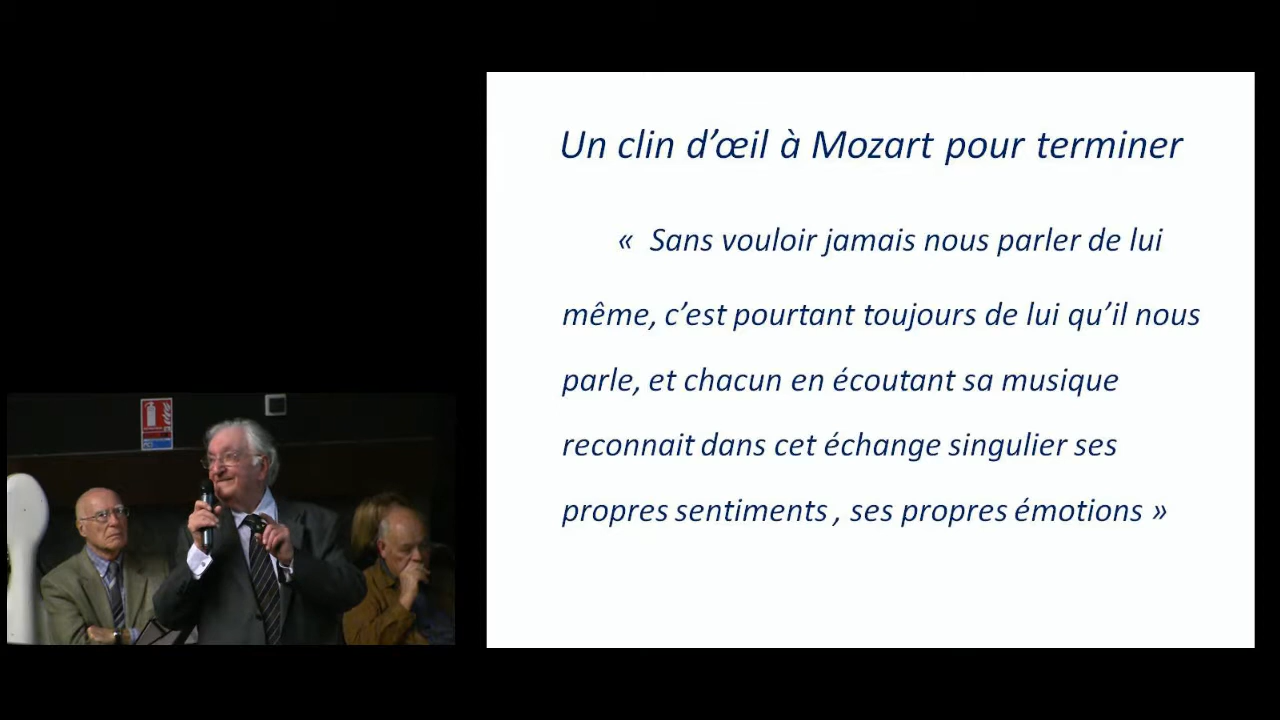 Un clin d’œil à Mozart pour terminer
«  Sans vouloir jamais nous parler de lui
même, c’est pourtant toujours de lui qu’il nous
parle, et chacun en écoutant sa musique
reconnait dans cet échange singulier ses
propres sentiments , ses propres émotions »